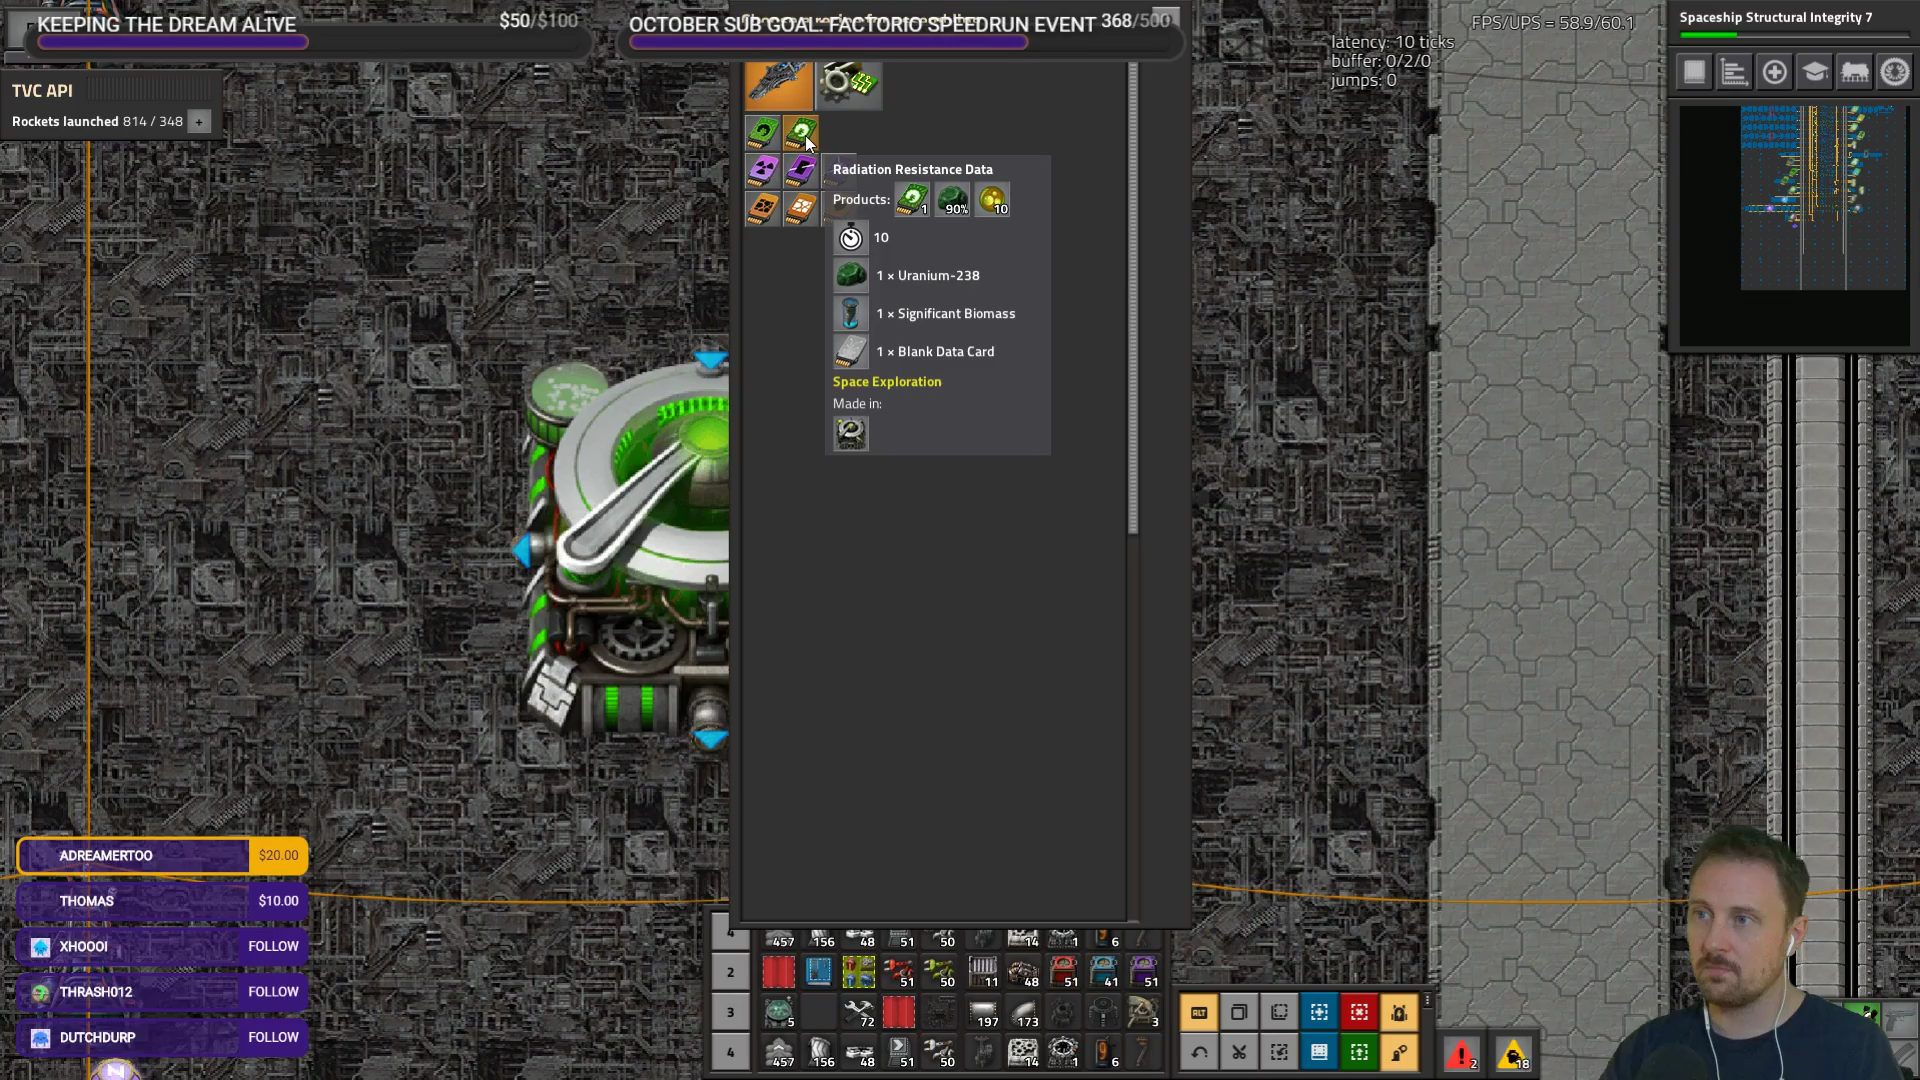 KEEPING THE DREAM ALIVE
$50/$100
OCTOBER SUB GOAL: FACTORIO SPEEDRUN EVENT
368/500
FPS/UPS = 58.9/60.1
latency: 10 ticks
buffer: 0/2/0
jumps: 0
Spaceship Structural Integrity 7
TVC API
Rockets launched 814 / 348
+
Radiation Resistance Data
Products:
1
90%
10
10
1 × Uranium-238
1 × Significant Biomass
1 × Blank Data Card
Space Exploration
Made in:
ADREAMERTOO
$20.00
THOMAS
$10.00
XHOOOI
FOLLOW
THRASH012
FOLLOW
DUTCHDURP
FOLLOW
457 156 48 51 50 14 1 6
2 51 50 11 48 51 41 51
3 5 72 197 173 3
4 457 156 48 51 50 14 1 6
ALT
2
18